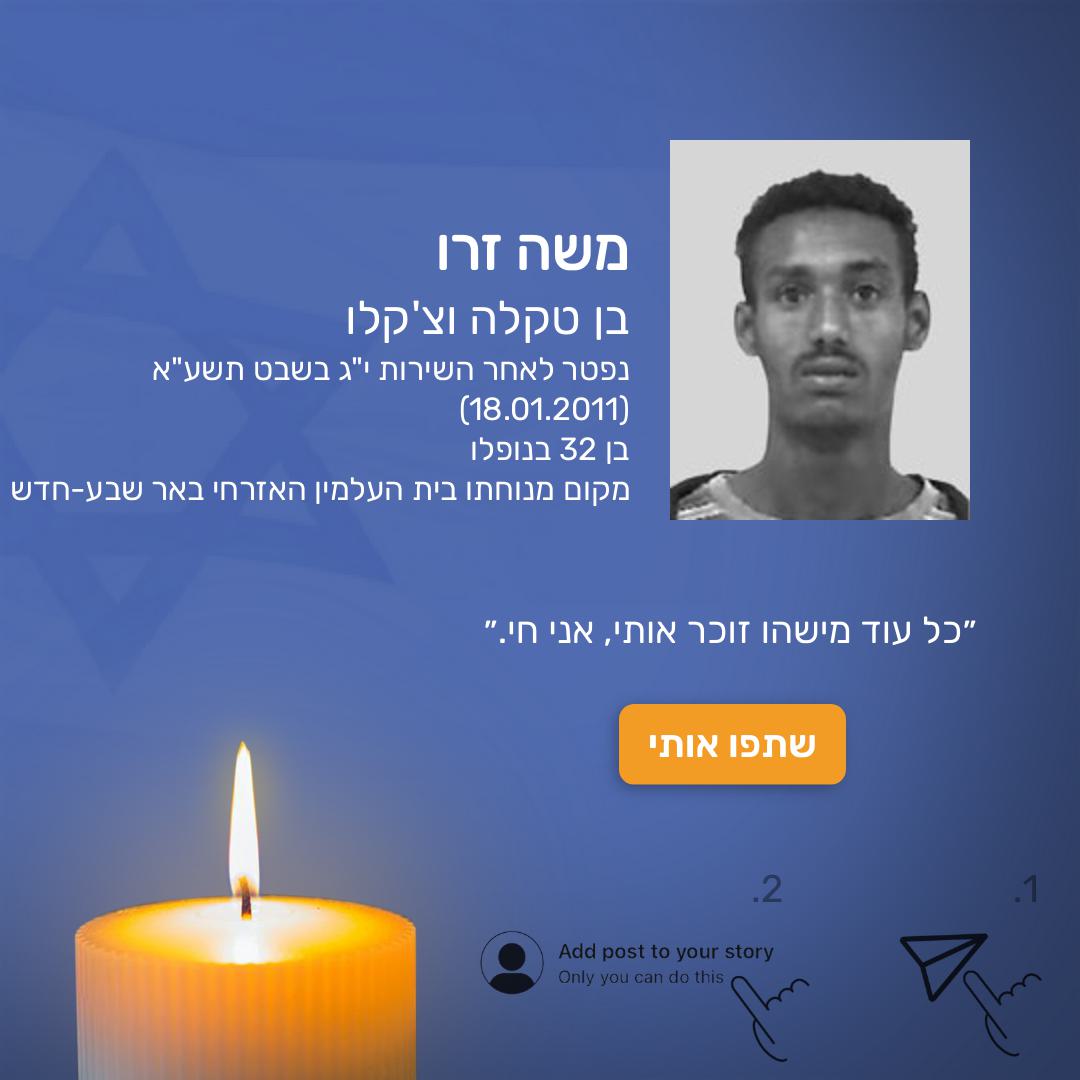 משה זרו
בן טקלה וצ'קלו
נפטר לאחר השירות י"ג בשבט תשע"א
(18.01.2011)
בן 32 בנופלו
מקום מנוחתו בית העלמין האזרחי באר שבע-חדש
״כל עוד מישהו זוכר אותי, אני חי.״
שתפו אותי
.1
.2
Add post to your story
Only you can do this